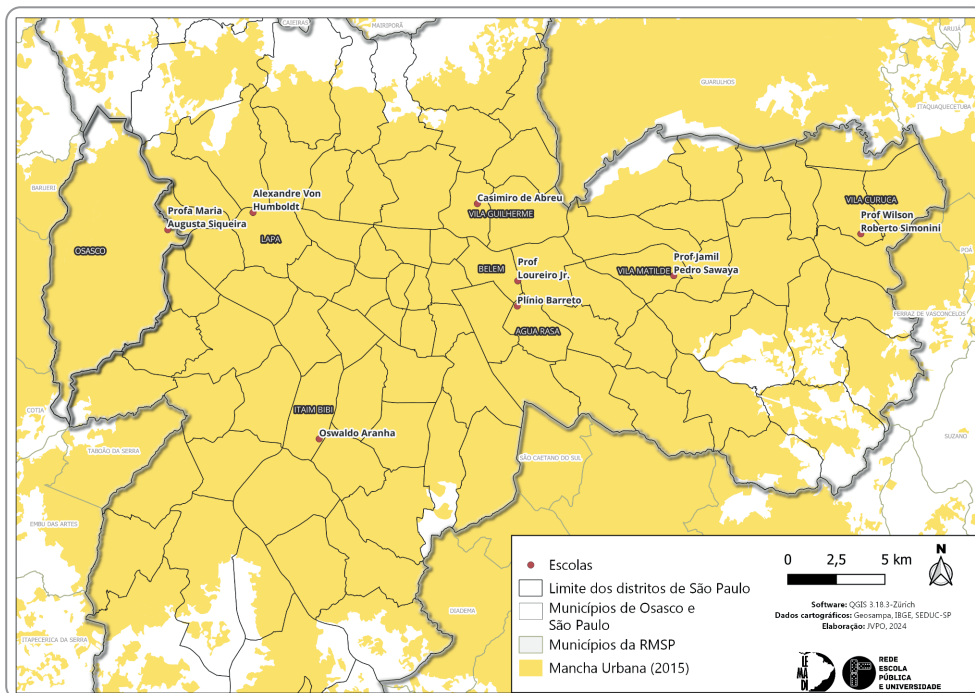 CAIEIRAS
MAIRIPORÃ
ARUJÁ
GUARULHOS
ITAQUAQUECETUBA
BARUERI
Alexandre Von
Humboldt
Casimiro de Abreu
VILA GUILHERME
VILA CURUCA
Profa Maria
Augusta Siqueira
Prof Wilson
Roberto Simonini
LAPA
OSASCO
POÁ
Prof
Loureiro Jr.
BELEM
Prof Jamil
Pedro Sawaya
VILA MATILDE
Plínio Barreto
FERRAZ DE VASCONCELOS
AGUA RASA
COTIA
ITAIM BIBI
Oswaldo Aranha
SUZANO
TABOÃO DA SERRA
SÃO CAETANO DO SUL
EMBU DAS ARTES
DIADEMA
ITAPECERICA DA SERRA
Escolas
Limite dos distritos de São Paulo
Municípios de Osasco e
São Paulo
Municípios da RMSP
Mancha Urbana (2015)
0 2,5 5 km
N
Software: QGIS 3.18.3-Zürich
Dados cartográficos: Geosampa, IBGE, SEDUC-SP
Elaboração: JVPO, 2024
LE
MA
DI
REDE
ESCOLA
PÚBLICA
E UNIVERSIDADE